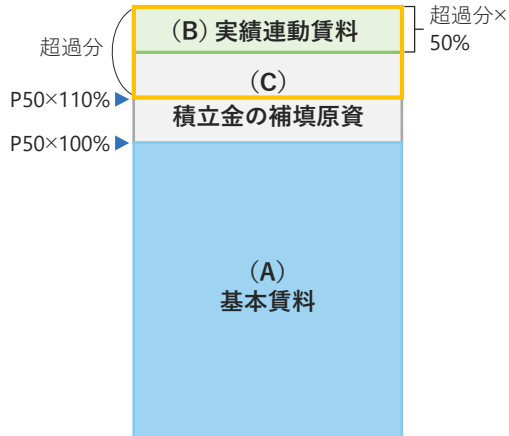 （B）実績連動賃料
超過分×
50%
超過分
（C）
積立金の補填原資
P50×110%
P50×100%
（A）
基本賃料